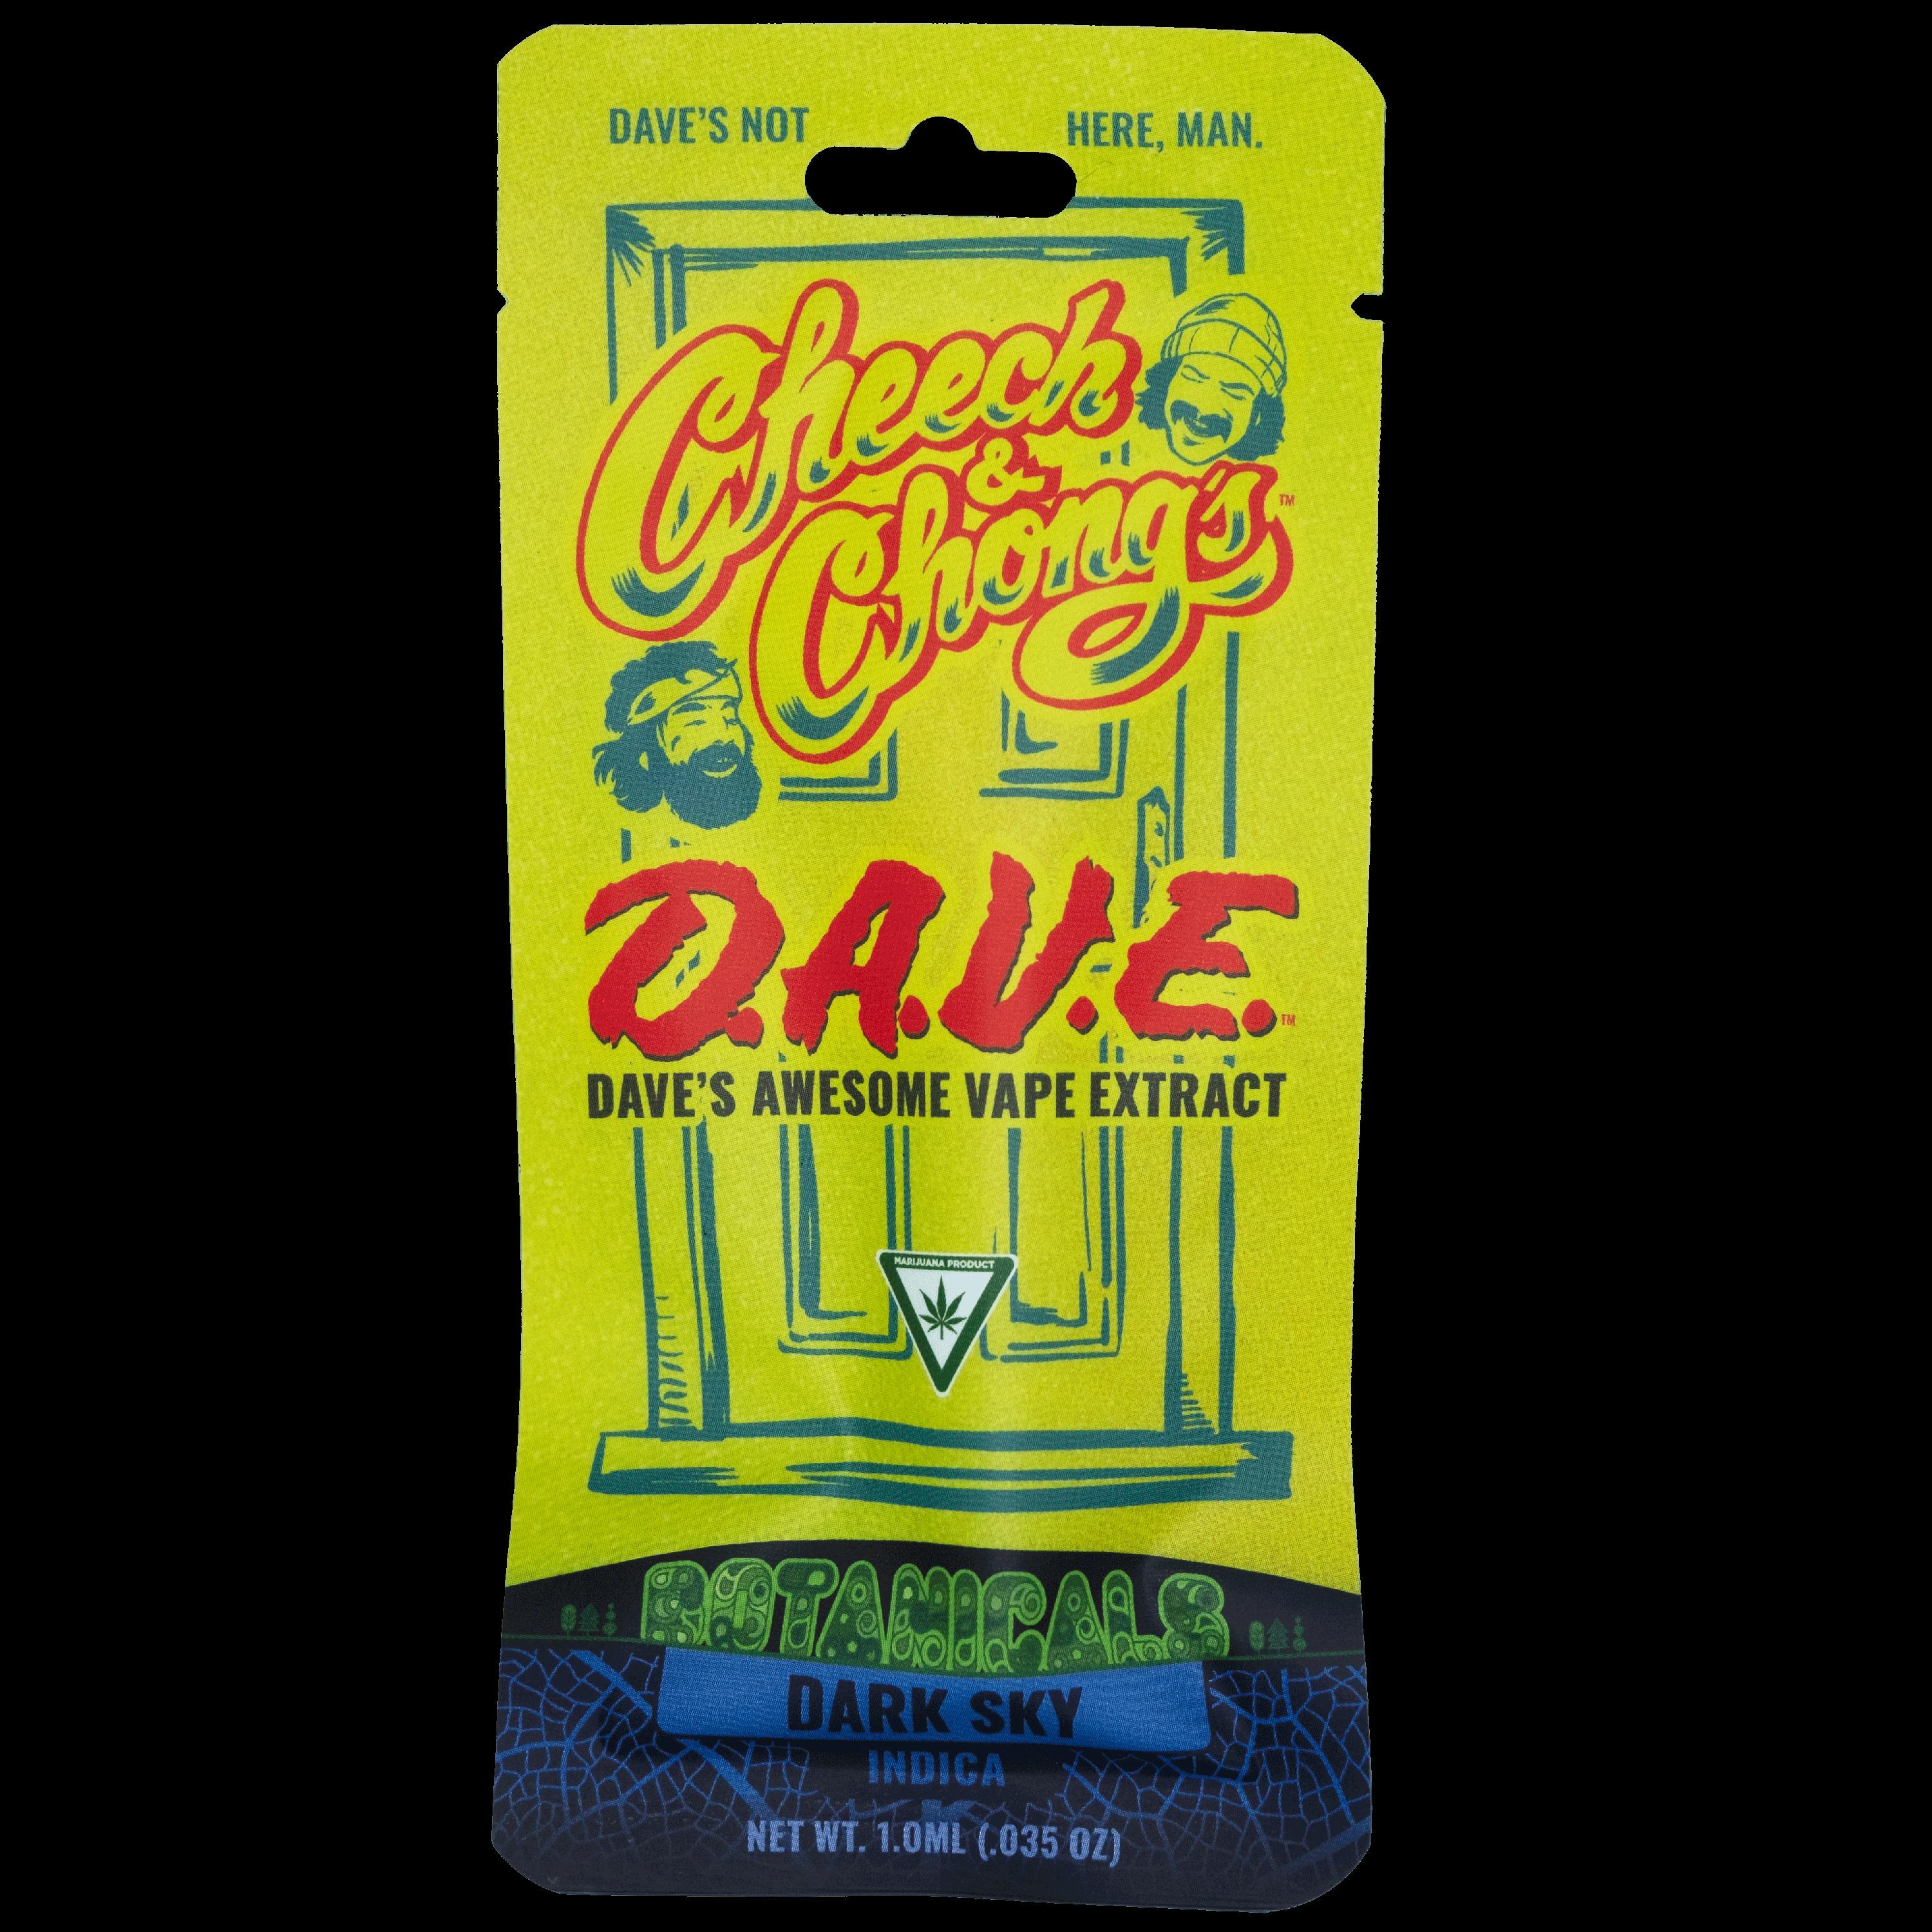 DAVE'S NOT HERE, MAN.
Cheech
&
Chong's™
D.A.V.E.™
DAVE'S AWESOME VAPE EXTRACT
MARIJUANA PRODUCT
BOTANICALS
DARK SKY
INDICA
NET WT. 1.0ML (.035 OZ)